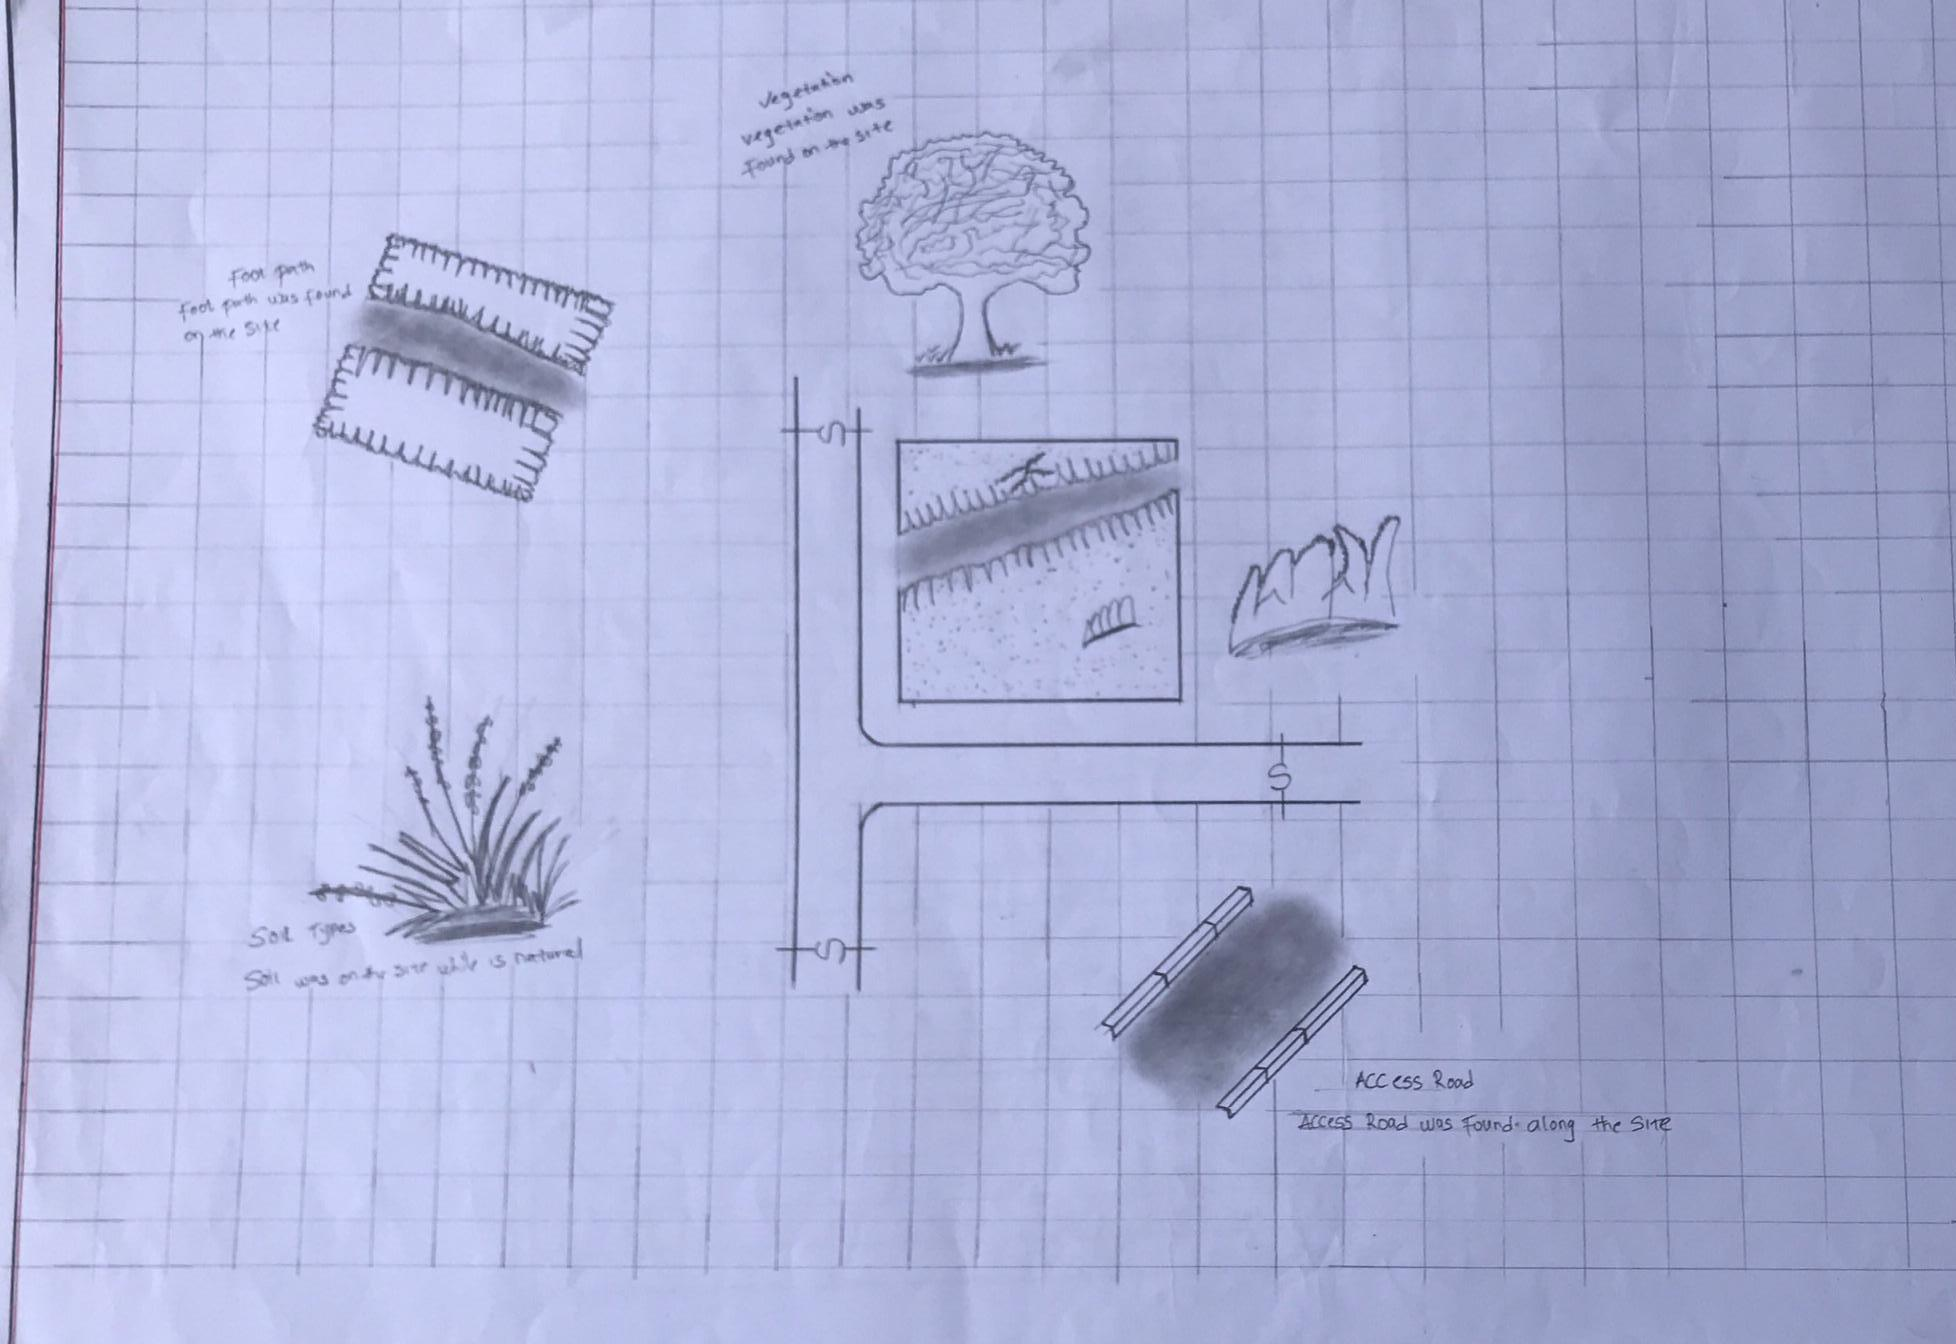 Vegetation
vegetation was
Found on the site
Foot path
Foot path was found
on the site
S
S
Soil Types
Soil was on the site while is natural
S
Access Road
Access Road was Found along the Site